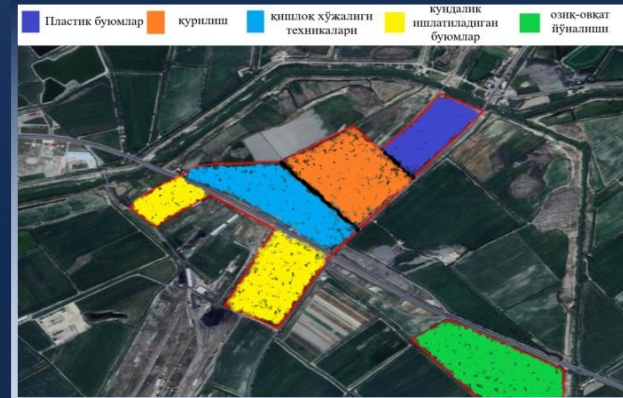 Пластик буюмлар
қурилиш
қишлоқ хўжалиги
техникалари
кундалик
ишлатиладиган
буюмлар
озиқ-овқат
йўналиши